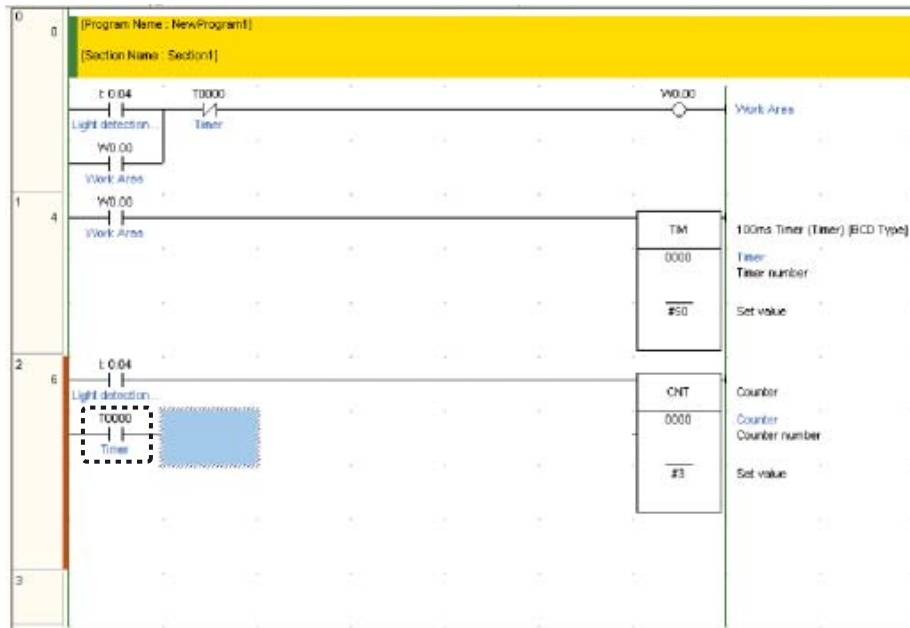 0
0
[Program Name : NewProgram1]
[Section Name : Section1]
I: 0.04
T0000
W0.00
Work Area
Light detection...
Timer
W0.00
Work Area
1
4
W0.00
Work Area
TIM
100ms Timer (Timer) [BCD Type]
0000
Timer
Timer number
#50
Set value
2
6
I: 0.04
Light detection...
CNT
Counter
T0000
Timer
0000
Counter
Counter number
#3
Set value
3